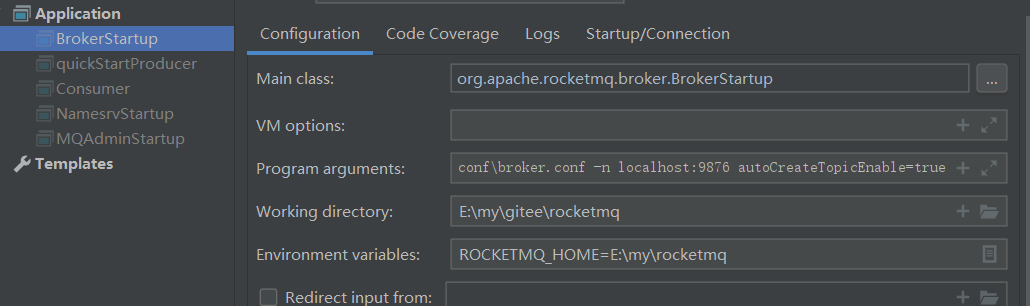 Application
BrokerStartup
quickStartProducer
Consumer
NamesrvStartup
MQAdminStartup
Templates
Configuration Code Coverage Logs Startup/Connection
Main class: org.apache.rocketmq.broker.BrokerStartup ...
VM options:
Program arguments: conf\broker.conf -n localhost:9876 autoCreateTopicEnable=true
Working directory: E:\my\gitee\rocketmq
Environment variables: ROCKETMQ_HOME=E:\my\rocketmq
Redirect input from: